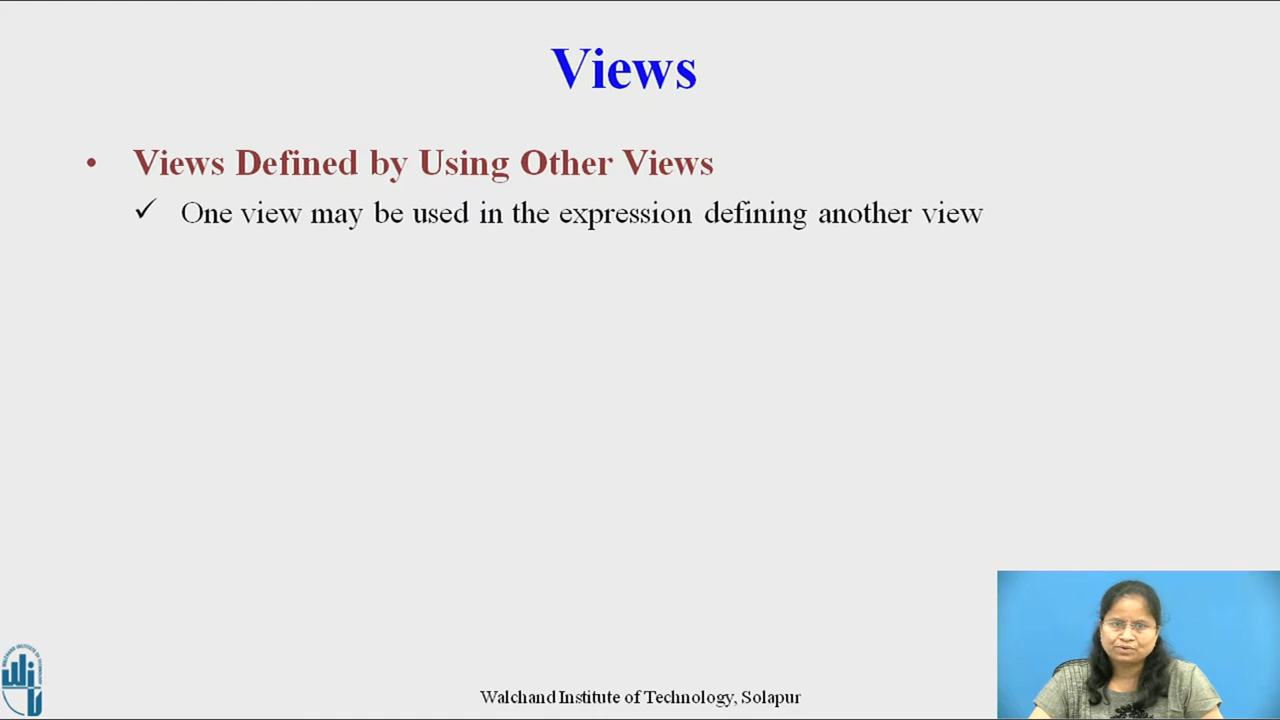 Views
• Views Defined by Using Other Views
✓ One view may be used in the expression defining another view
Walchand Institute of Technology, Solapur